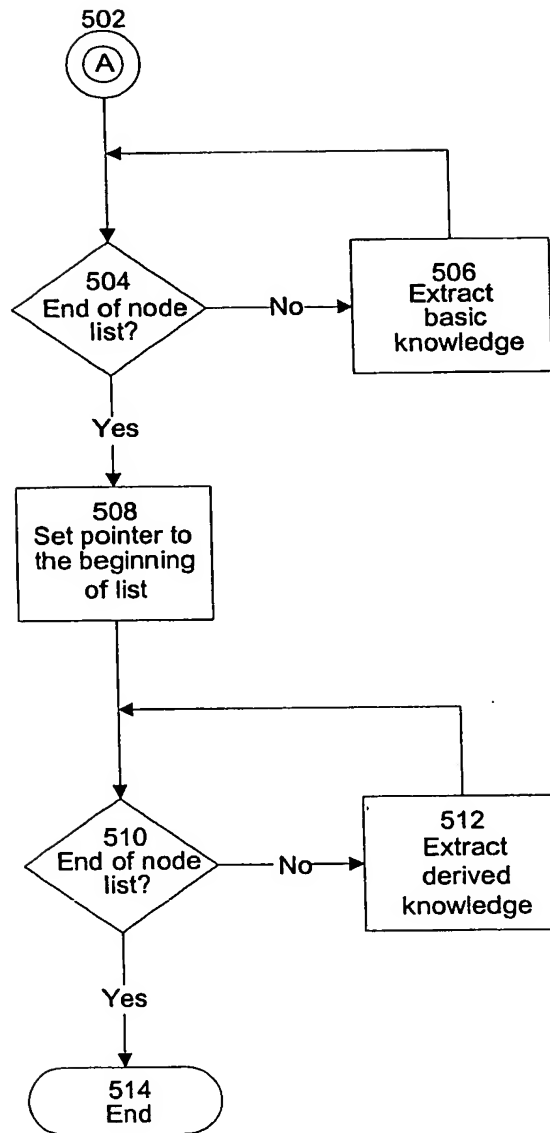 502
A
504
End of node
list?
No
506
Extract
basic
knowledge
Yes
508
Set pointer to
the beginning
of list
510
End of node
list?
No
512
Extract
derived
knowledge
Yes
514
End